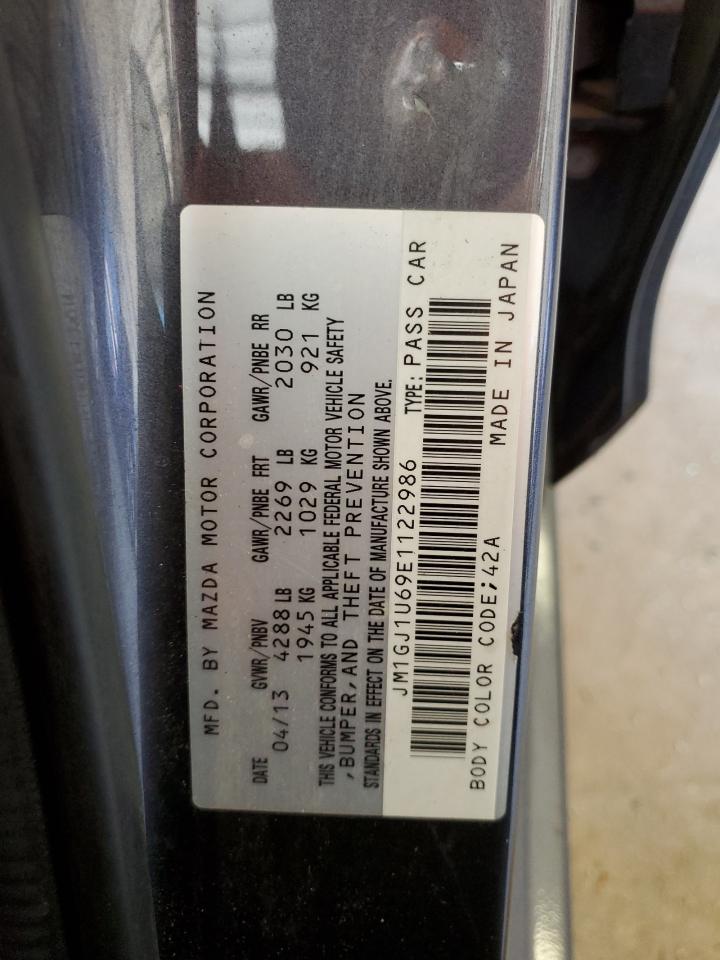 MFD. BY MAZDA MOTOR CORPORATION
DATE GVWR/PNBV GAWR/PNBE FRT GAWR/PNBE RR
04/13 4288 LB 2269 LB 2030 LB
1945 KG 1029 KG 921 KG
THIS VEHICLE CONFORMS TO ALL APPLICABLE FEDERAL MOTOR VEHICLE SAFETY
,BUMPER,AND THEFT PREVENTION
STANDARDS IN EFFECT ON THE DATE OF MANUFACTURE SHOWN ABOVE.
JM1GJ1U69E1122986 TYPE: PASS CAR
BODY COLOR CODE;42A MADE IN JAPAN